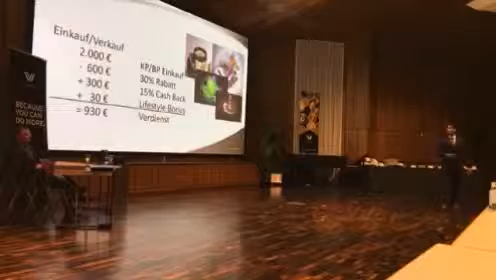 Einkauf/Verkauf
2.000 € KP/BP Einkauf
- 600 € 30% Rabatt
+ 300 € 15% Cash Back
+ 30 € Lifestyle Bonus
= 930 € Verdienst
BECAUSE
YOU CAN
DO MORE.